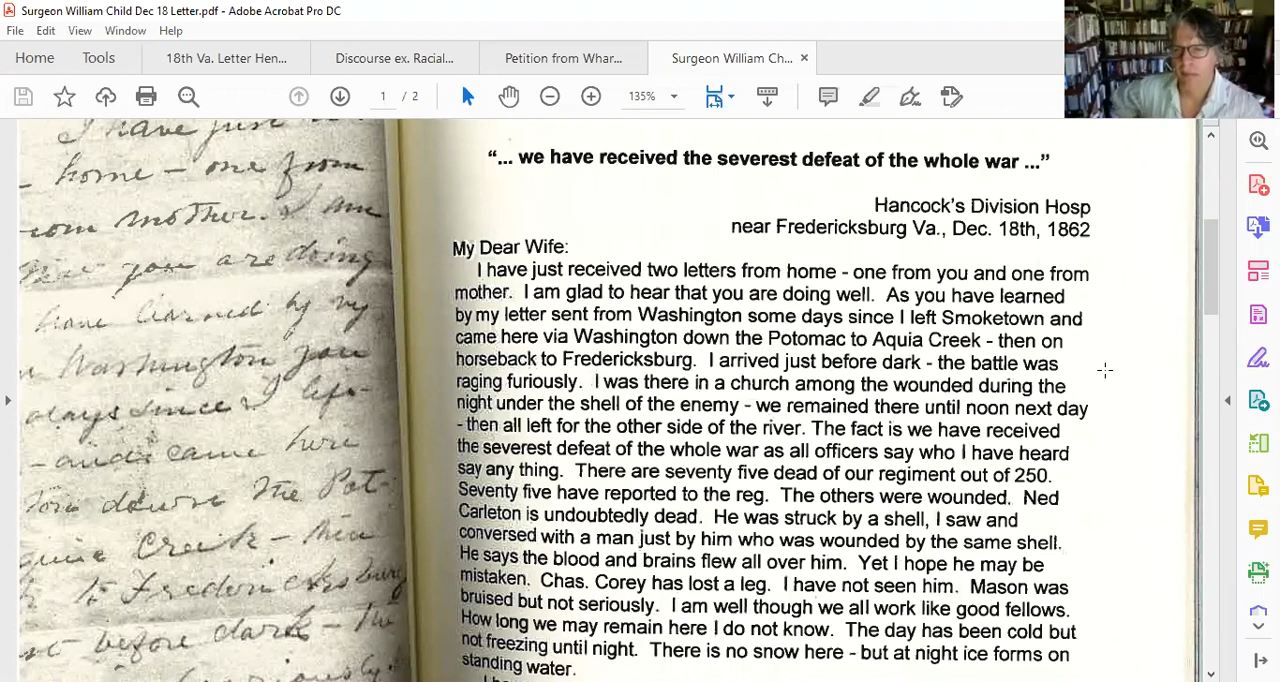 Surgeon William Child Dec 18 Letter.pdf - Adobe Acrobat Pro DC
File Edit View Window Help
Home Tools 18th Va. Letter Hen... Discourse ex. Racial... Petition from Whar... Surgeon William Ch... ×
1 / 2 135%
I have just
home - one from
mother. I am
you are doing
have learned by my
Washington you
days since I left
- and came here
down the Pot-
Creek - then
to Fredericksburg
before dark - the
"... we have received the severest defeat of the whole war ..."
Hancock's Division Hosp
near Fredericksburg Va., Dec. 18th, 1862
My Dear Wife:
I have just received two letters from home - one from you and one from
mother. I am glad to hear that you are doing well. As you have learned
by my letter sent from Washington some days since I left Smoketown and
came here via Washington down the Potomac to Aquia Creek - then on
horseback to Fredericksburg. I arrived just before dark - the battle was
raging furiously. I was there in a church among the wounded during the
night under the shell of the enemy - we remained there until noon next day
- then all left for the other side of the river. The fact is we have received
the severest defeat of the whole war as all officers say who I have heard
say any thing. There are seventy five dead of our regiment out of 250.
Seventy five have reported to the reg. The others were wounded. Ned
Carleton is undoubtedly dead. He was struck by a shell, I saw and
conversed with a man just by him who was wounded by the same shell.
He says the blood and brains flew all over him. Yet I hope he may be
mistaken. Chas. Corey has lost a leg. I have not seen him. Mason was
bruised but not seriously. I am well though we all work like good fellows.
How long we may remain here I do not know. The day has been cold but
not freezing until night. There is no snow here - but at night ice forms on
standing water.